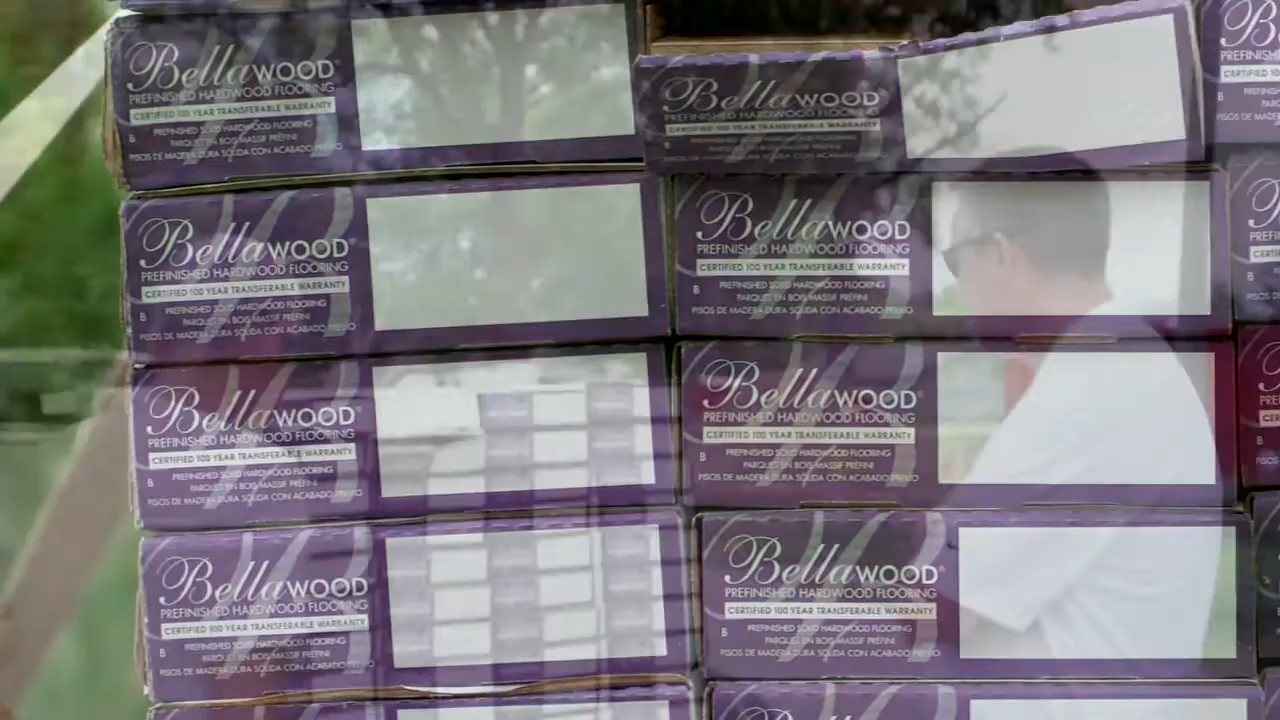 Bellawood®
PREFINISHED HARDWOOD FLOORING
CERTIFIED 100 YEAR TRANSFERABLE WARRANTY
B PREFINISHED SOLID HARDWOOD FLOORING
PARQUET EN BOIS MASSIF PRÉFINI
PISOS DE MADERA DURA SOLIDA CON ACABADO PREVIO
Bellawood
PREFINISHED HARDWOOD FLOORING
CERTIFIED 100 YEAR TRANSFERABLE WARRANTY
B
PREFINISH
Bellawood
PREFINISHED HARDWOOD FLOORING
CERTIFIED 100 YEAR TRANSFERABLE WARRANTY
B PREFINISHED SOLID HARDWOOD FLOORING
PARQUET EN BOIS MASSIF PRÉFINI
PISOS DE MADERA DURA SOLIDA CON ACABADO PREVIO
Bellawood
PREFINISHED HARDWOOD FLOORING
CERTIFIED 100 YEAR TRANSFERABLE WARRANTY
B PREFINISHED SOLID HARDWOOD FLOORING
PARQUET EN BOIS MASSIF PRÉFINI
PISOS DE MADERA DURA SOLIDA CON ACABADO PREVIO
Bellawood
PREFINISHED HARDWOOD FLOORING
CERTIFIED 100 YEAR TRANSFERABLE WARRANTY
B PREFINISHED SOLID HARDWOOD FLOORING
PARQUET EN BOIS MASSIF PRÉFINI
PISOS DE MADERA DURA SOLIDA CON ACABADO PREVIO
Bellawood®
PREFINISHED HARDWOOD FLOORING
CERTIFIED 100 YEAR TRANSFERABLE WARRANTY
B PREFINISHED SOLID HARDWOOD FLOORING
PARQUET EN BOIS MASSIF PRÉFINI
PISOS DE MADERA DURA SOLIDA CON ACABADO PREVIO
Bellawood
PREFINISHED HARDWOOD FLOORING
CERTIFIED 100 YEAR TRANSFERABLE WARRANTY
B PREFINISHED SOLID HARDWOOD FLOORING
PARQUET EN BOIS MASSIF PRÉFINI
PISOS DE MADERA DURA SOLIDA CON ACABADO PREVIO
Bellawood®
PREFINISHED HARDWOOD FLOORING
CERTIFIED 100 YEAR TRANSFERABLE WARRANTY
B PREFINISHED SOLID HARDWOOD FLOORING
PARQUET EN BOIS MASSIF PRÉFINI
PISOS DE MADERA DURA SOLIDA CON ACABADO PREVIO